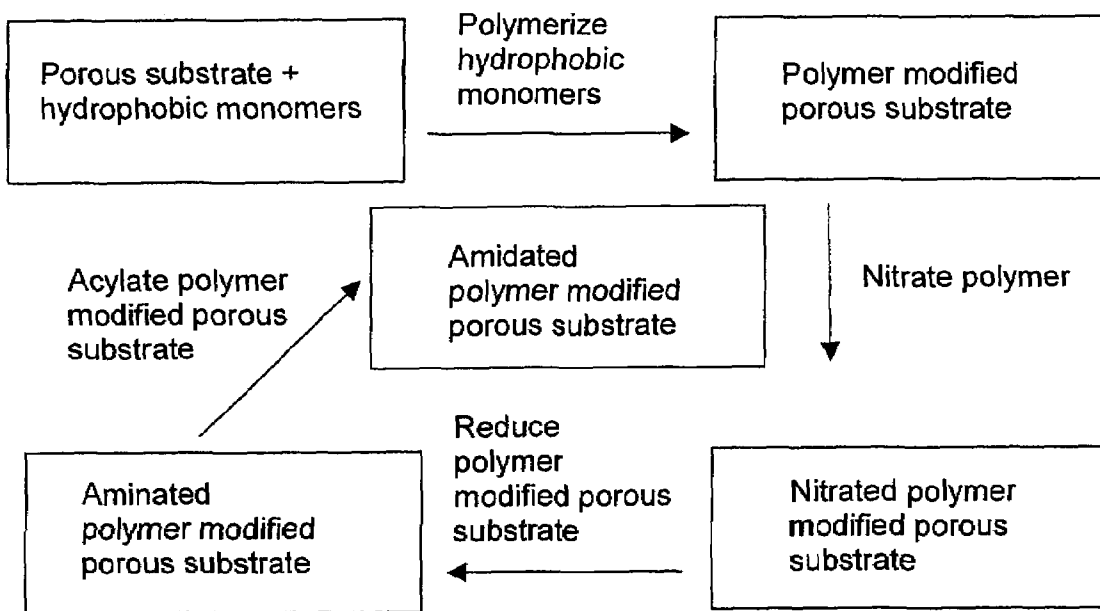 Porous substrate +
hydrophobic monomers
Polymerize
hydrophobic
monomers
Polymer modified
porous substrate
Nitrate polymer
Nitrated polymer
modified porous
substrate
Reduce
polymer
modified porous
substrate
Aminated
polymer modified
porous substrate
Acylate polymer
modified porous
substrate
Amidated
polymer modified
porous substrate